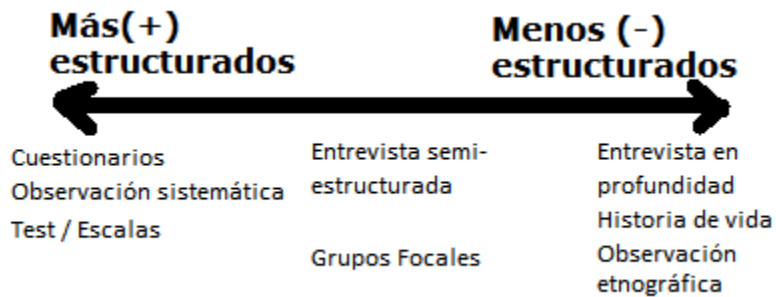 Más(+)
estructurados
Menos (-)
estructurados
Cuestionarios
Observación sistemática
Test / Escalas
Entrevista semi-
estructurada
Grupos Focales
Entrevista en
profundidad
Historia de vida
Observación
etnográfica